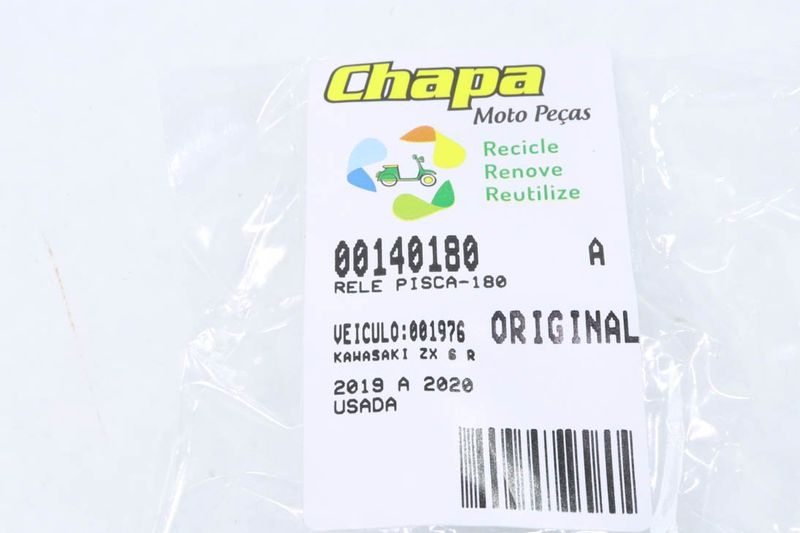 Chapa
Moto Peças
Recicle
Renove
Reutilize
00140180 A
RELE PISCA-180
VEICULO:001976 ORIGINAL
KAWASAKI ZX 6 R
2019 A 2020
USADA